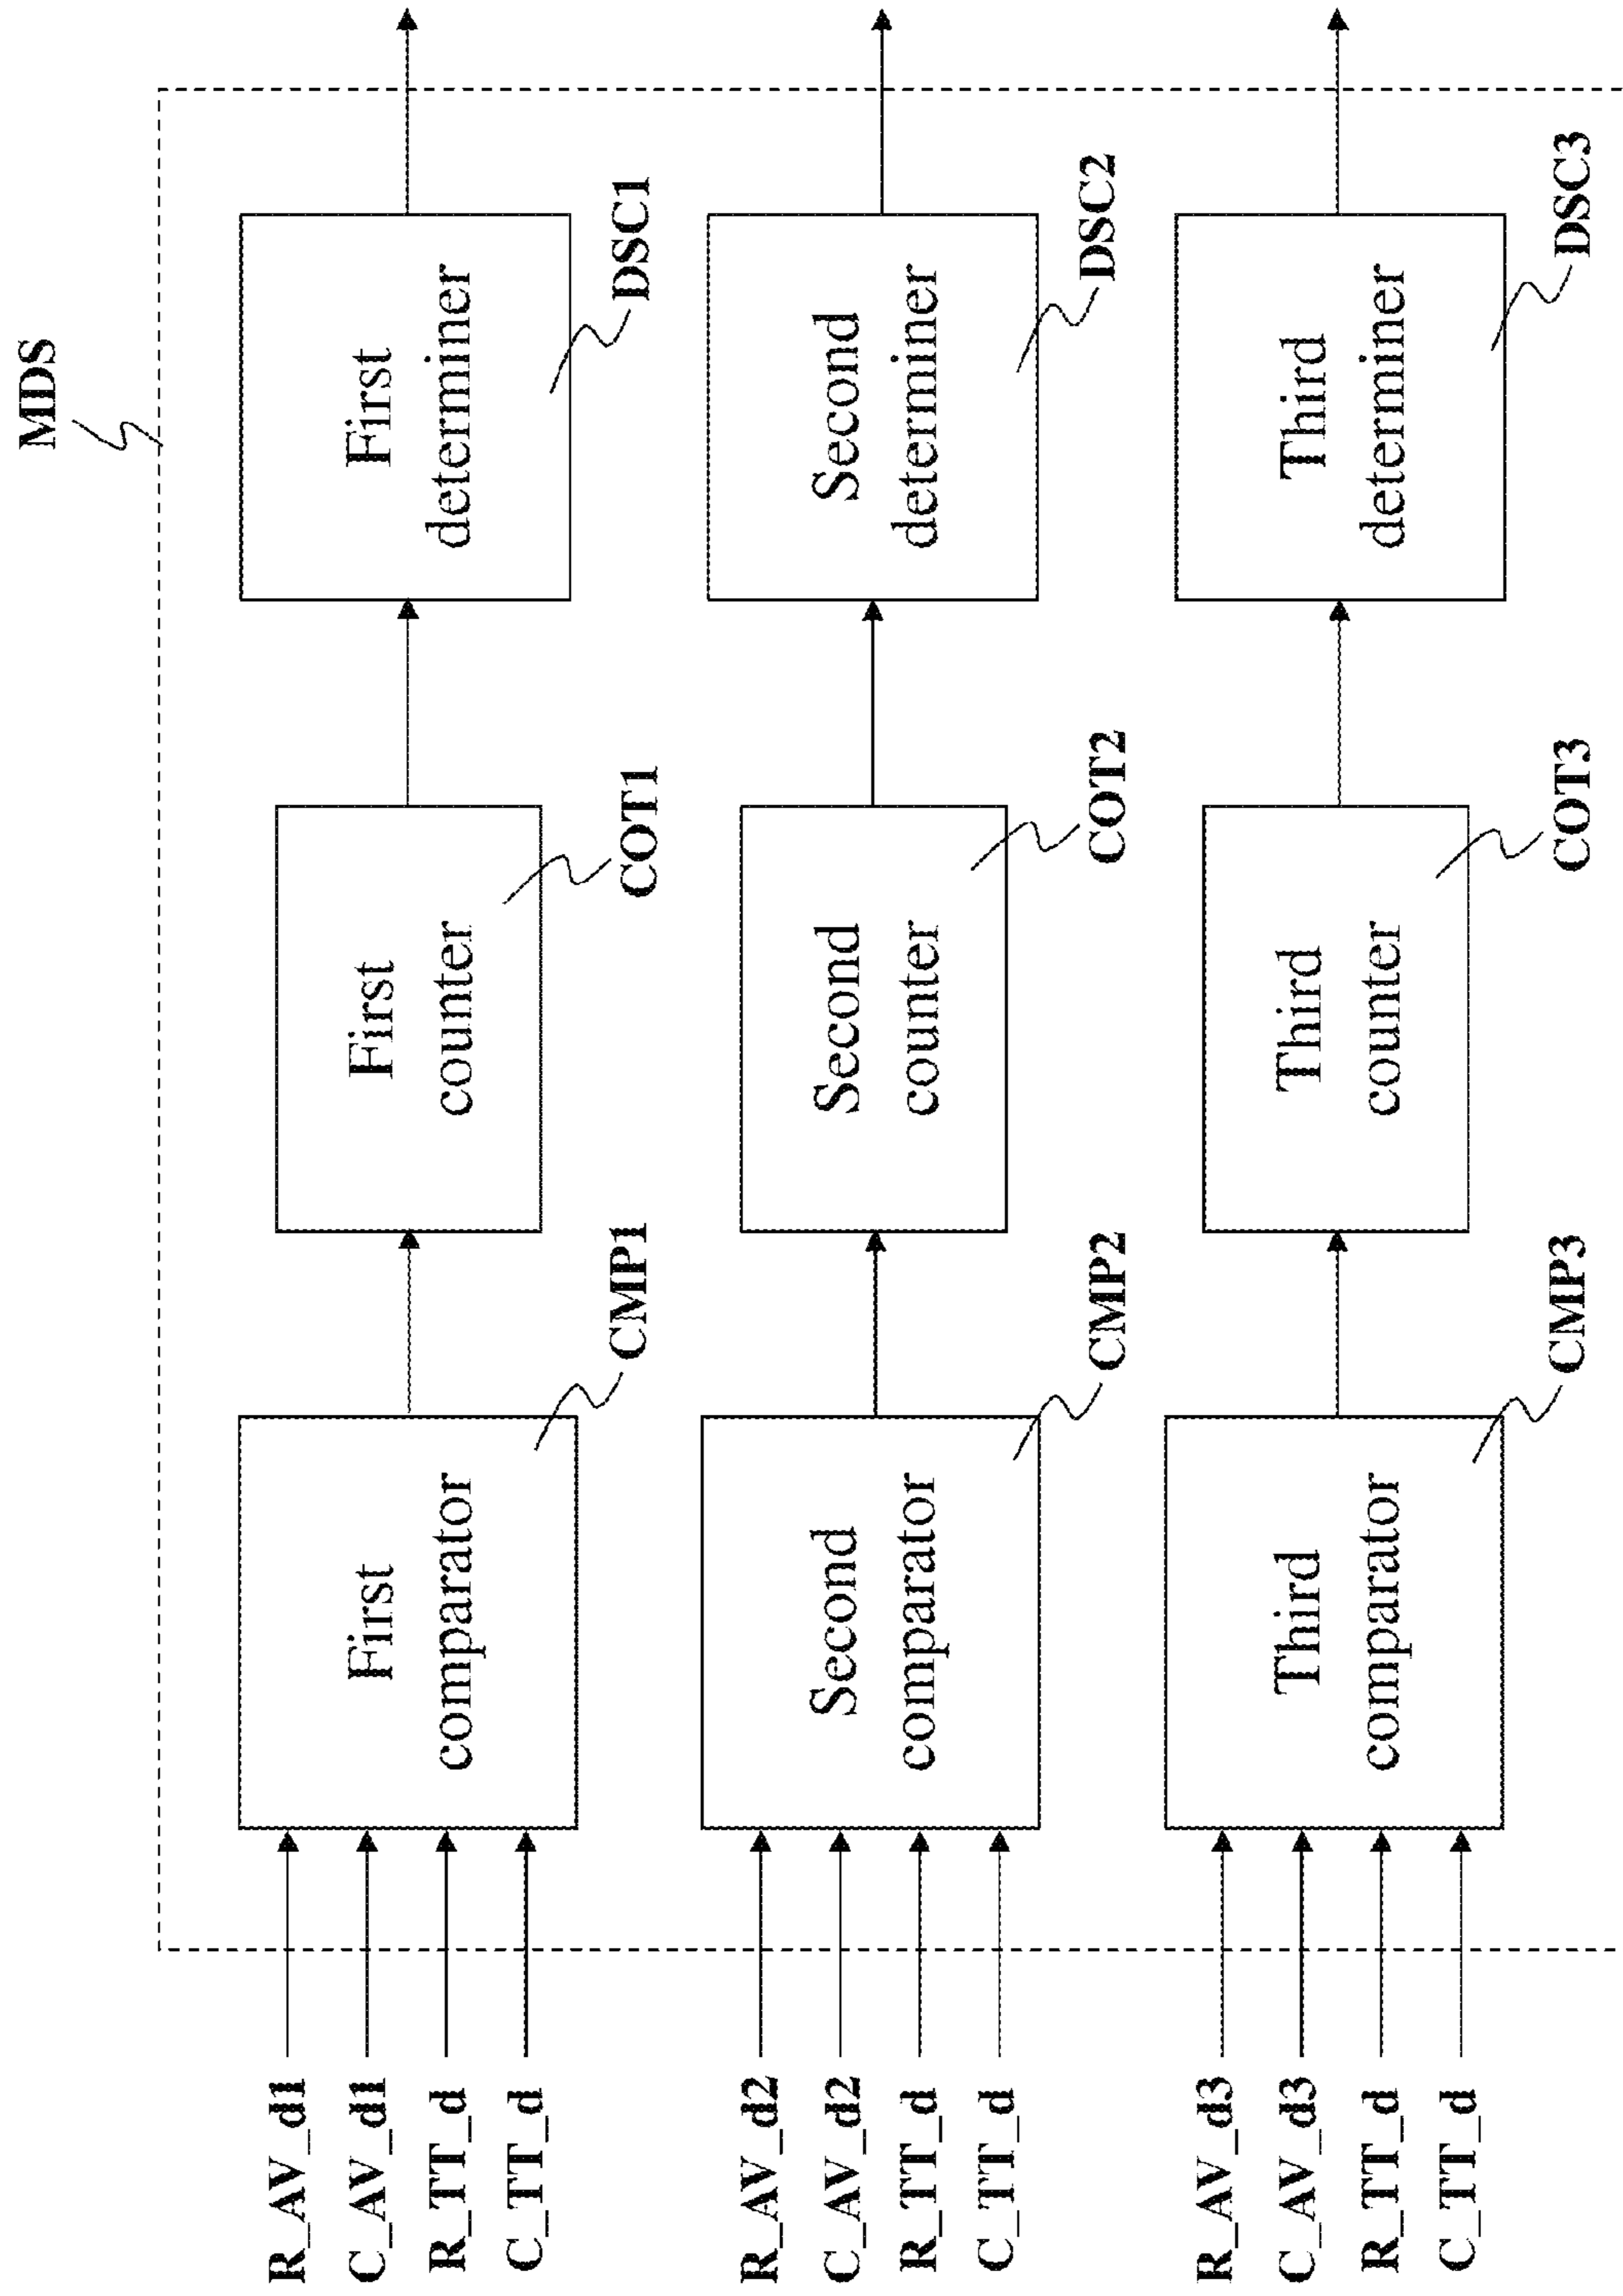 MDS
R_AV_d1
C_AV_d1
R_TT_d
C_TT_d
First
comparator
CMP1
First
counter
COT1
First
determiner
DSC1
R_AV_d2
C_AV_d2
R_TT_d
C_TT_d
Second
comparator
CMP2
Second
counter
COT2
Second
determiner
DSC2
R_AV_d3
C_AV_d3
R_TT_d
C_TT_d
Third
comparator
CMP3
Third
counter
COT3
Third
determiner
DSC3